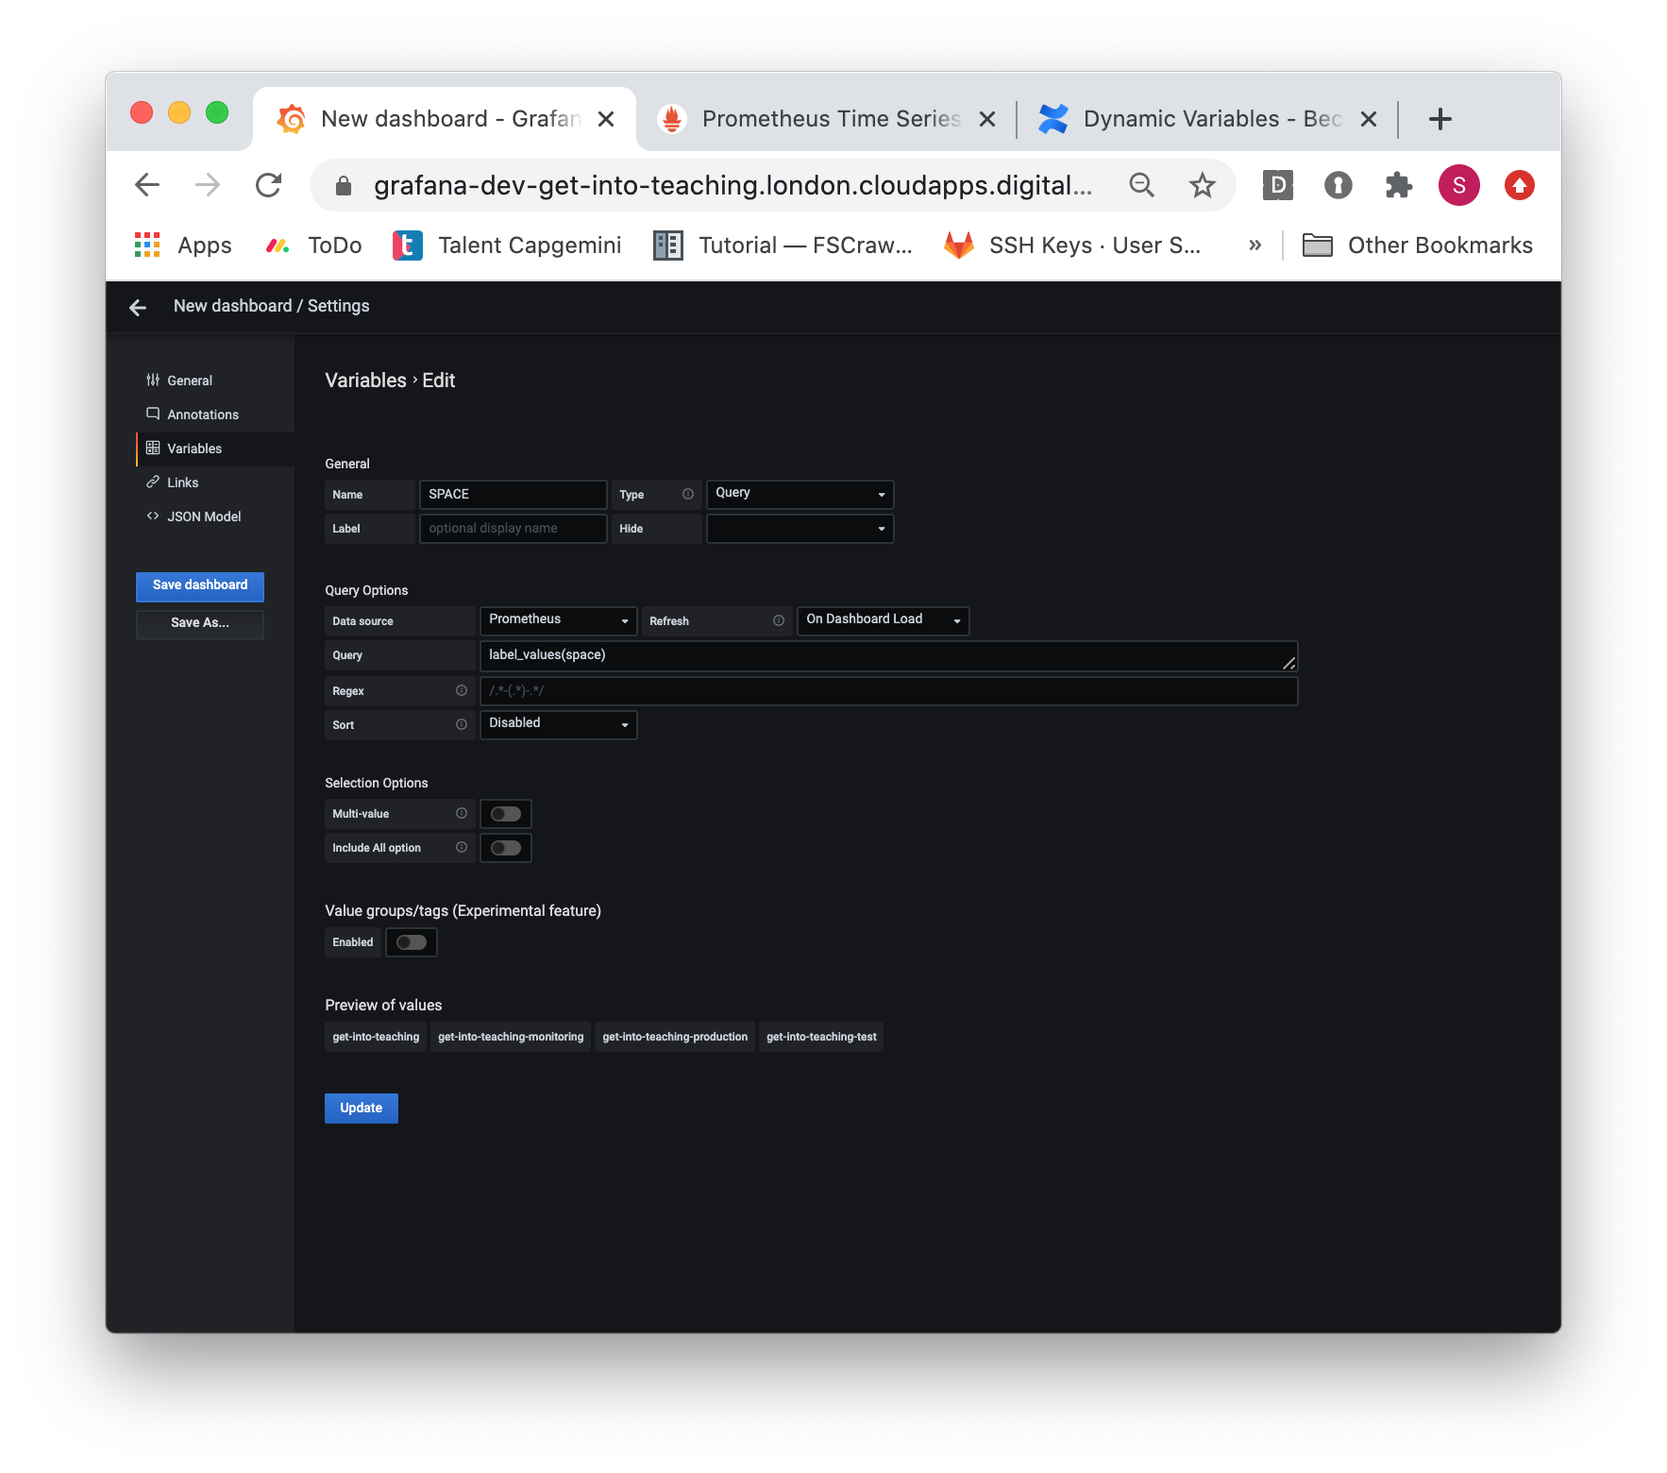 New dashboard - Grafan
Prometheus Time Series
Dynamic Variables - Bec
grafana-dev-get-into-teaching.london.cloudapps.digital...
D
S
Apps
ToDo
t
Talent Capgemini
Tutorial — FSCraw...
SSH Keys · User S...
»
Other Bookmarks
New dashboard / Settings
General
Annotations
Variables
Links
JSON Model
Save dashboard
Save As...
Variables › Edit
General
Name SPACE Type Query
Label optional display name Hide
Query Options
Data source Prometheus Refresh On Dashboard Load
Query label_values(space)
Regex /.*-(.*)-.*/
Sort Disabled
Selection Options
Multi-value
Include All option
Value groups/tags (Experimental feature)
Enabled
Preview of values
get-into-teaching get-into-teaching-monitoring get-into-teaching-production get-into-teaching-test
Update